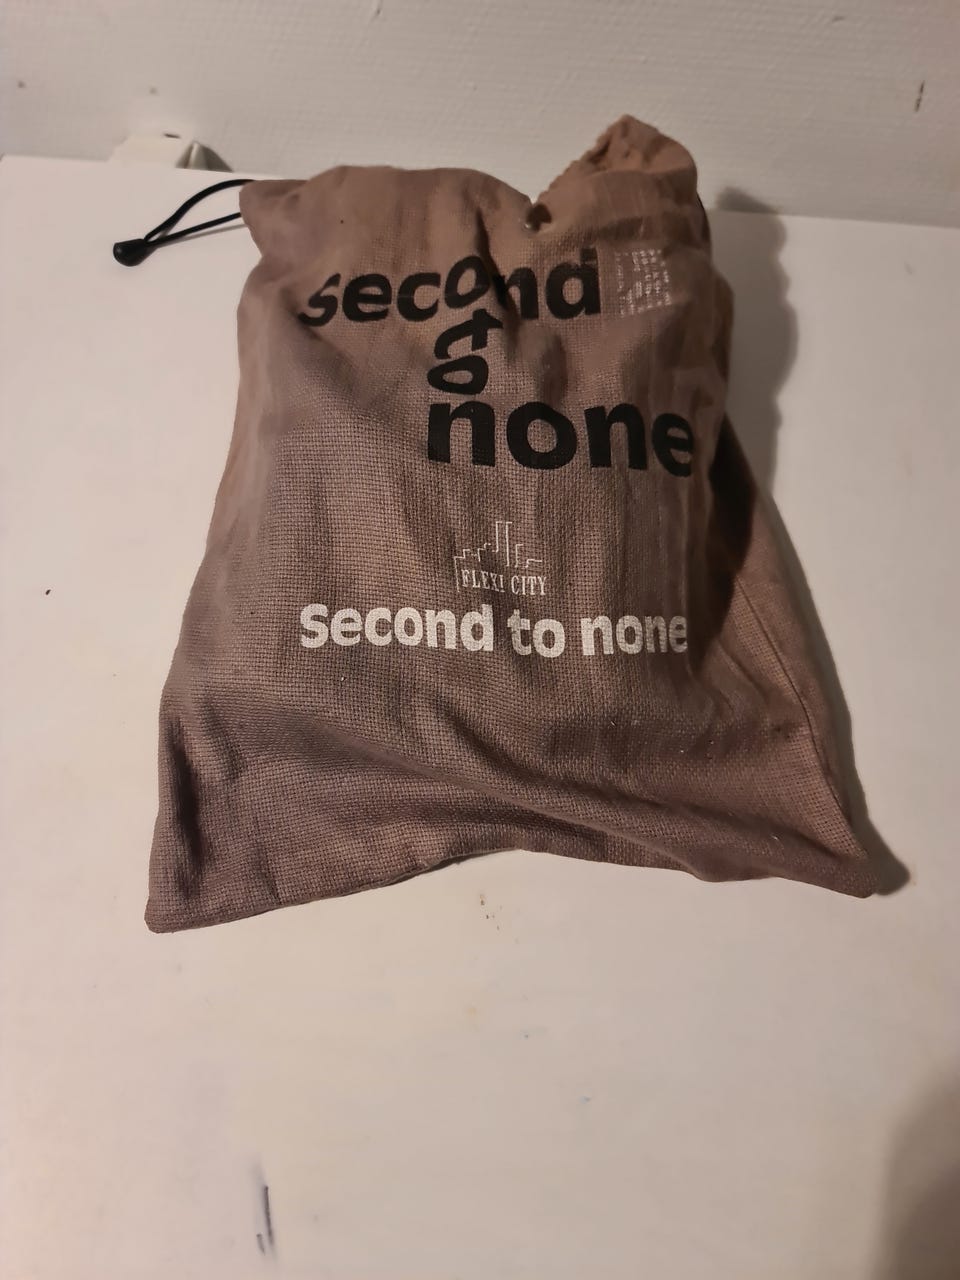 second
to
none
FLEXI CITY
Second to none